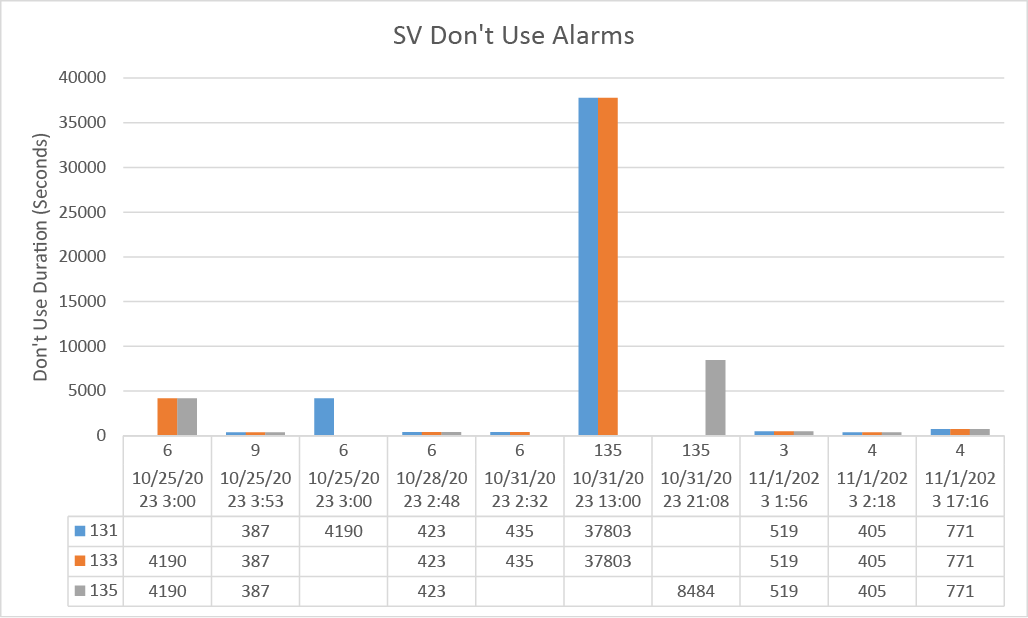 SV Don't Use Alarms
Don't Use Duration (Seconds)
40000
35000
30000
25000
20000
15000
10000
5000
0
6 9 6 6 6 135 135 3 4 4
10/25/20 10/25/20 10/25/20 10/28/20 10/31/20 10/31/20 10/31/20 11/1/202 11/1/202 11/1/202
23 3:00 23 3:53 23 3:00 23 2:48 23 2:32 23 13:00 23 21:08 3 1:56 3 2:18 3 17:16
131 387 4190 423 435 37803 519 405 771
133 4190 387 423 435 37803 519 405 771
135 4190 387 423 8484 519 405 771